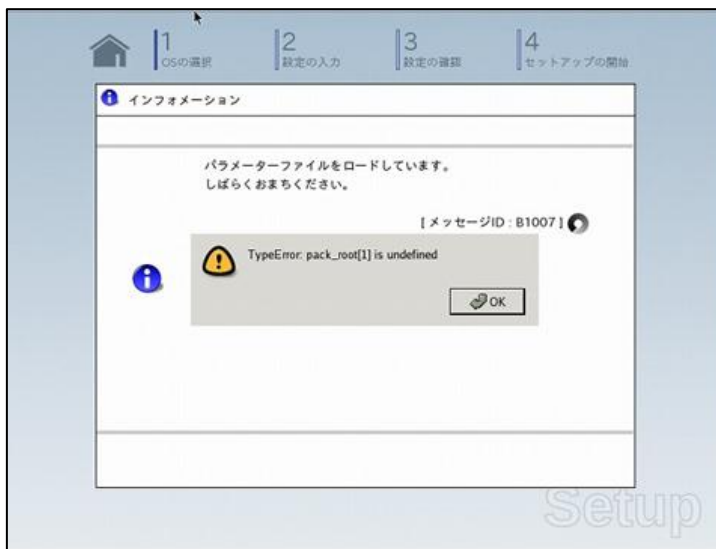 1
OSの選択
2
設定の入力
3
設定の確認
4
セットアップの開始
インフォメーション
パラメーターファイルをロードしています。
しばらくおまちください。
[ メッセージID : B1007 ]
TypeError: pack_root[1] is undefined
OK
Setup